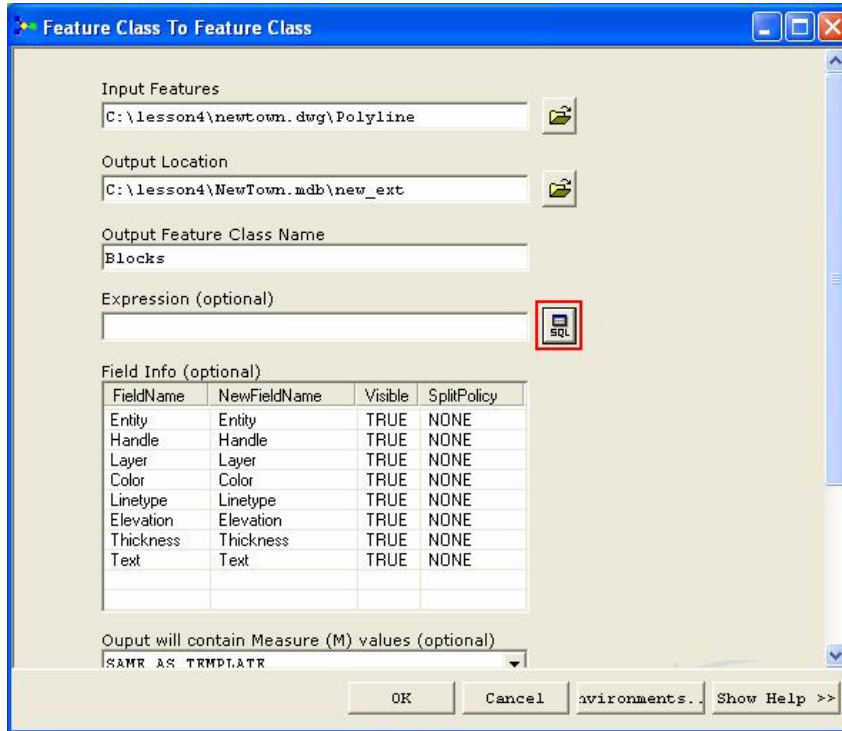 Feature Class To Feature Class
Input Features
C:\lesson4\newtown.dwg\Polyline
Output Location
C:\lesson4\NewTown.mdb\new_ext
Output Feature Class Name
Blocks
Expression (optional)
SQL
Field Info (optional)
FieldName NewFieldName Visible SplitPolicy
Entity Entity TRUE NONE
Handle Handle TRUE NONE
Layer Layer TRUE NONE
Color Color TRUE NONE
Linetype Linetype TRUE NONE
Elevation Elevation TRUE NONE
Thickness Thickness TRUE NONE
Text Text TRUE NONE
Ouput will contain Measure (M) values (optional)
SAME AS TEMPLATE
OK Cancel nvironments.. Show Help >>